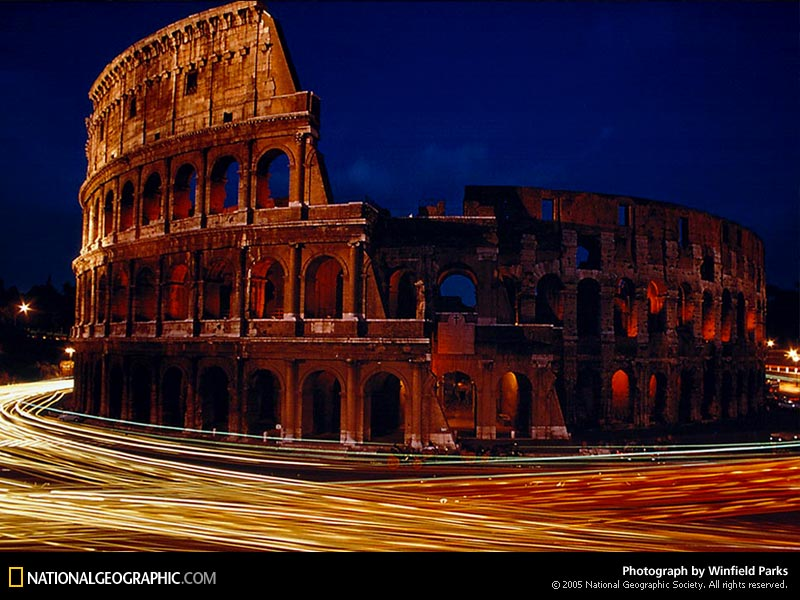 NATIONALGEOGRAPHIC.COM
Photograph by Winfield Parks
© 2005 National Geographic Society. All rights reserved.